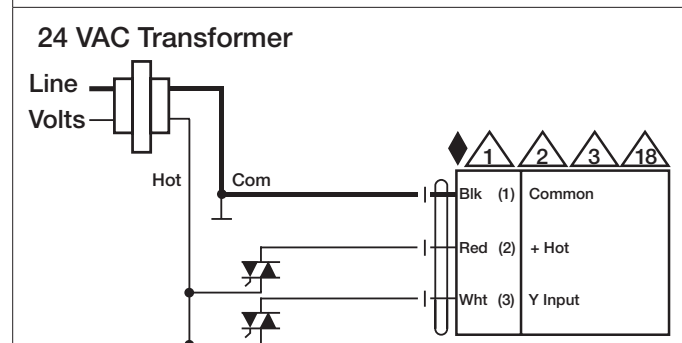 24 VAC Transformer
Line
Volts
Hot
Com
1 2 3 18
Blk (1) Common
Red (2) + Hot
Wht (3) Y Input